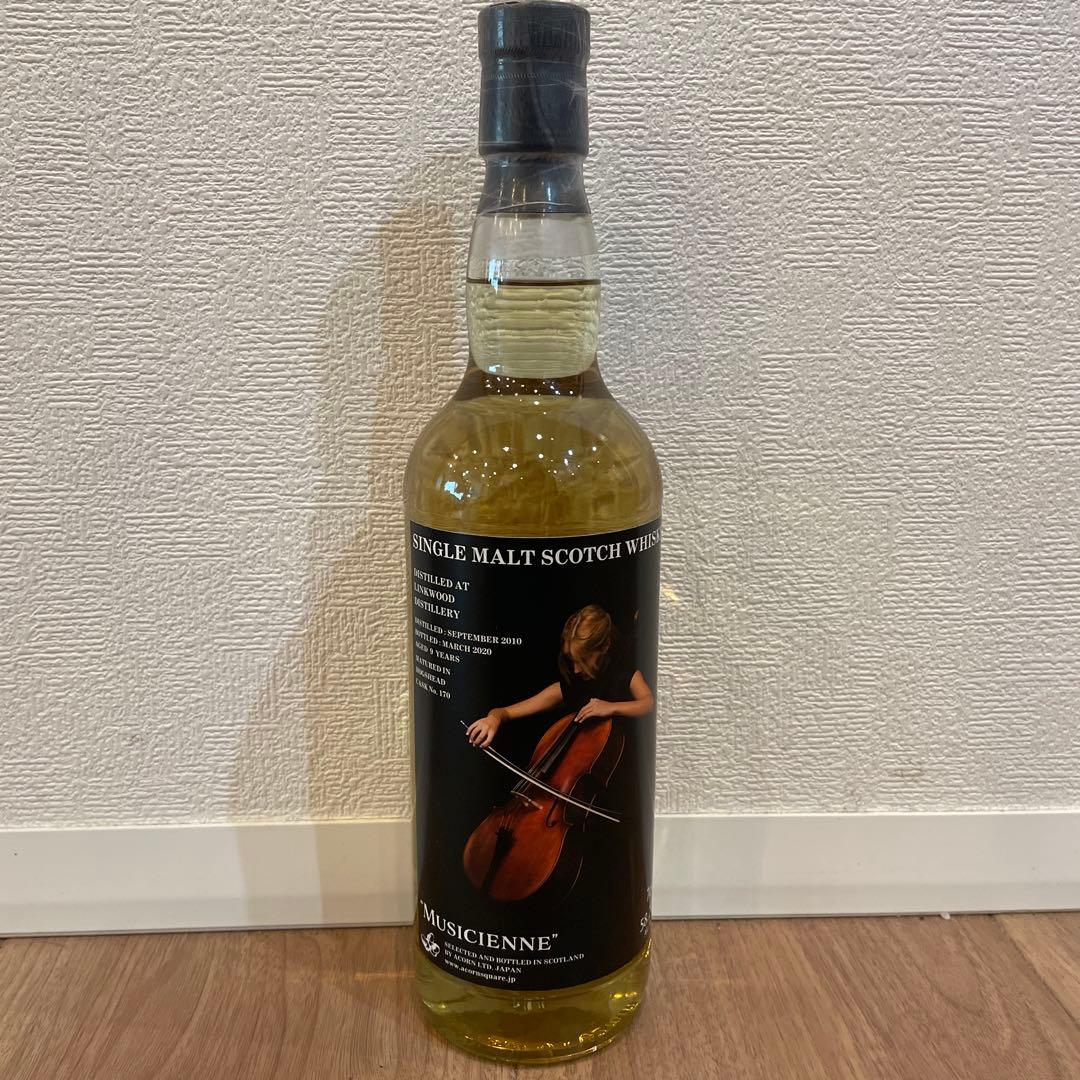 SINGLE MALT SCOTCH WHISK
DISTILLED AT
LINKWOOD
DISTILLERY
DISTILLED : SEPTEMBER 2010
BOTTLED : MARCH 2020
AGED 9 YEARS
MATURED IN
HOGSHEAD
CASK No. 170
"MUSICIENNE"
SELECTED AND BOTTLED IN SCOTLAND
BY ACORN LTD. JAPAN
www.acornsquare.jp